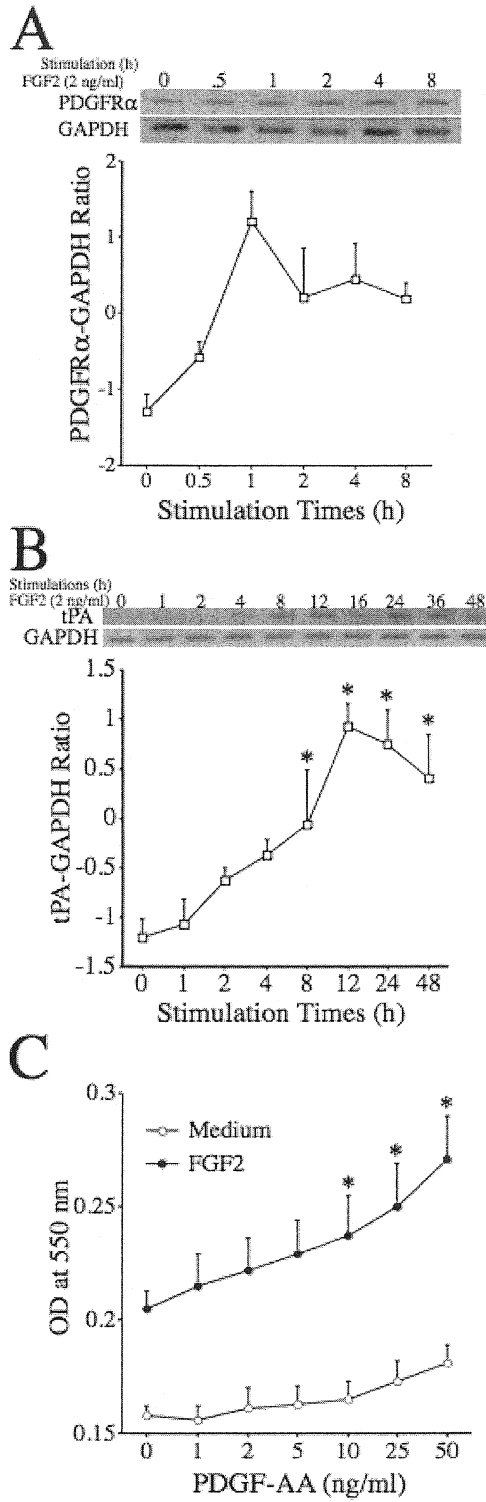 A
Stimulation (h)
FGF2 (2 ng/ml) 0 .5 1 2 4 8
PDGFRα
GAPDH
PDGFRα-GAPDH Ratio
2
1
0
-1
-2
0 0.5 1 2 4 8
Stimulation Times (h)
B
Stimulations (h)
FGF2 (2 ng/ml) 0 1 2 4 8 12 16 24 36 48
tPA
GAPDH
tPA-GAPDH Ratio
1.5
1
0.5
0
-0.5
-1
-1.5
* * * *
0 1 2 4 8 12 24 48
Stimulation Times (h)
C
OD at 550 nm
0.3
0.25
0.2
0.15
Medium
FGF2
* * *
0 1 2 5 10 25 50
PDGF-AA (ng/ml)